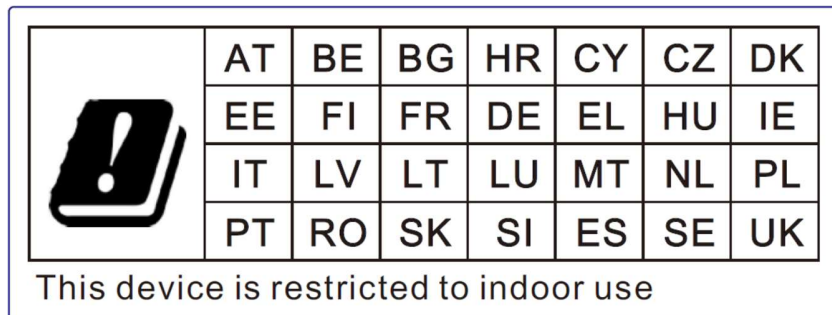 AT BE BG HR CY CZ DK
EE FI FR DE EL HU IE
IT LV LT LU MT NL PL
PT RO SK SI ES SE UK
This device is restricted to indoor use